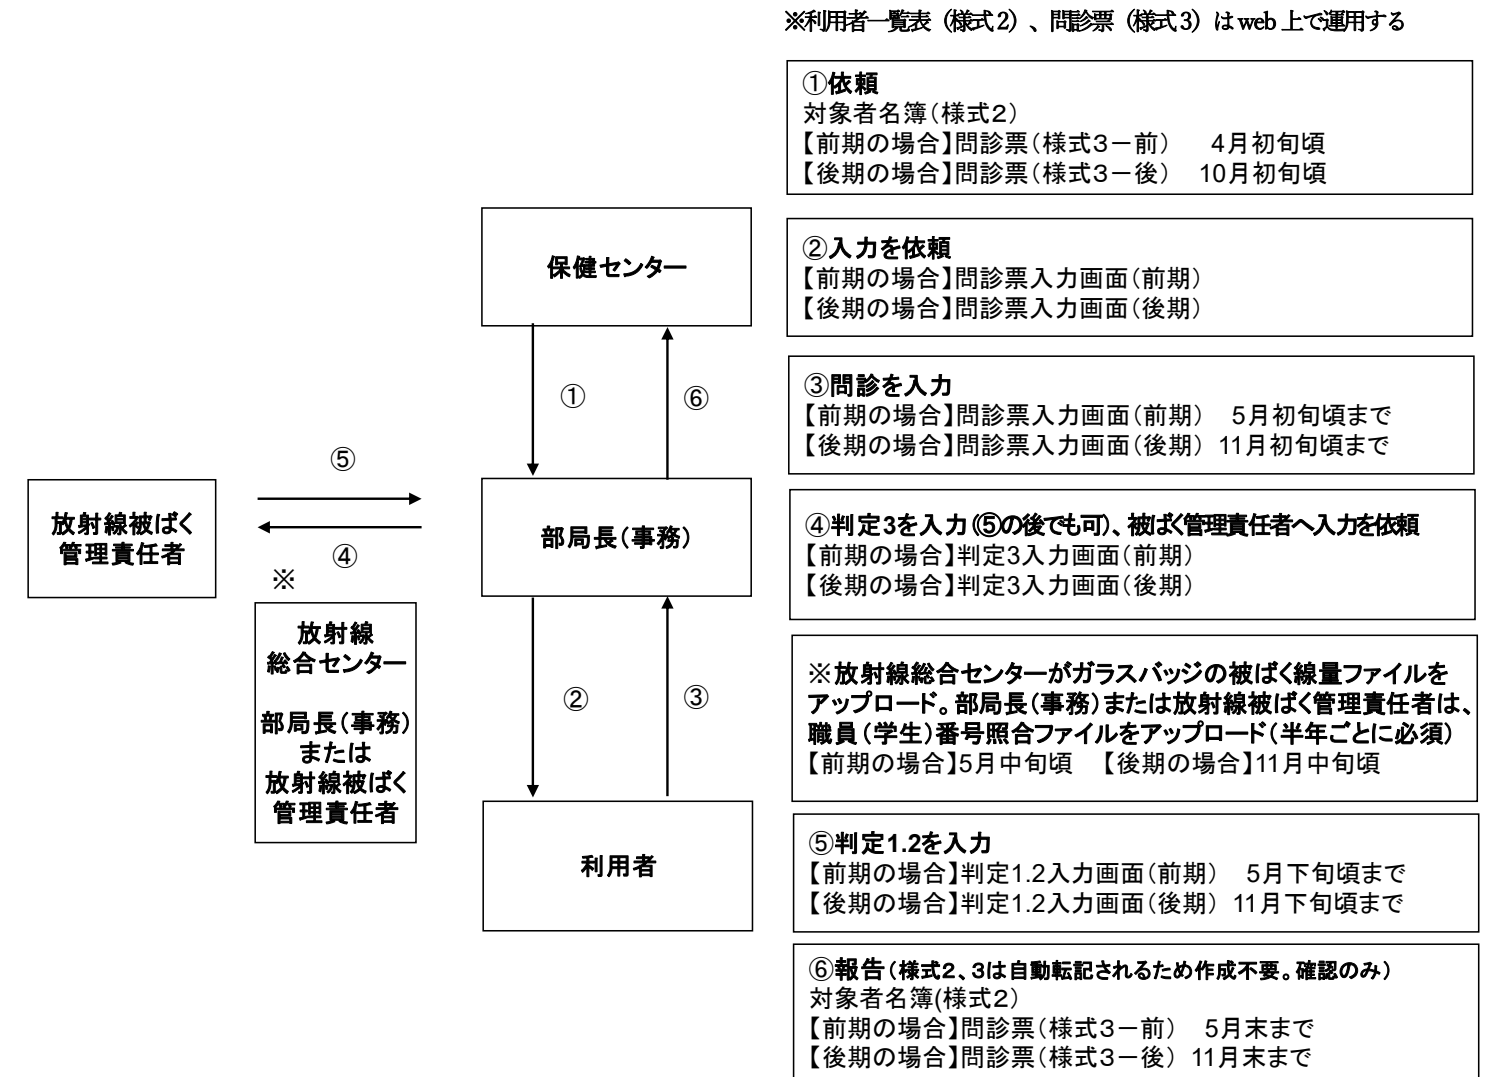 ※利用者一覧表（様式２）、問診票（様式３）はweb上で運用する
①依頼
対象者名簿（様式２）
【前期の場合】問診票（様式３－前）　4月初旬頃
【後期の場合】問診票（様式３－後）　10月初旬頃
保健センター
②入力を依頼
【前期の場合】問診票入力画面（前期）
【後期の場合】問診票入力画面（後期）
①
⑥
③問診を入力
【前期の場合】問診票入力画面（前期）　5月初旬頃まで
【後期の場合】問診票入力画面（後期）　11月初旬頃まで
⑤
放射線被ばく
管理責任者
④
部局長（事務）
④判定3を入力（⑤の後でも可）、被ばく管理責任者へ入力を依頼
【前期の場合】判定3入力画面（前期）
【後期の場合】判定3入力画面（後期）
※
放射線
総合センター
部局長（事務）
または
放射線被ばく
管理責任者
②
③
※放射線総合センターがガラスバッジの被ばく線量ファイルを
アップロード。部局長（事務）または放射線被ばく管理責任者は、
職員（学生）番号照合ファイルをアップロード（半年ごとに必須）
【前期の場合】5月中旬頃　【後期の場合】11月中旬頃
利用者
⑤判定1.2を入力
【前期の場合】判定1.2入力画面（前期）　5月下旬頃まで
【後期の場合】判定1.2入力画面（後期）　11月下旬頃まで
⑥報告（様式２、３は自動転記されるため作成不要。確認のみ）
対象者名簿(様式２）
【前期の場合】問診票（様式３－前）　5月末まで
【後期の場合】問診票（様式３－後）　11月末まで